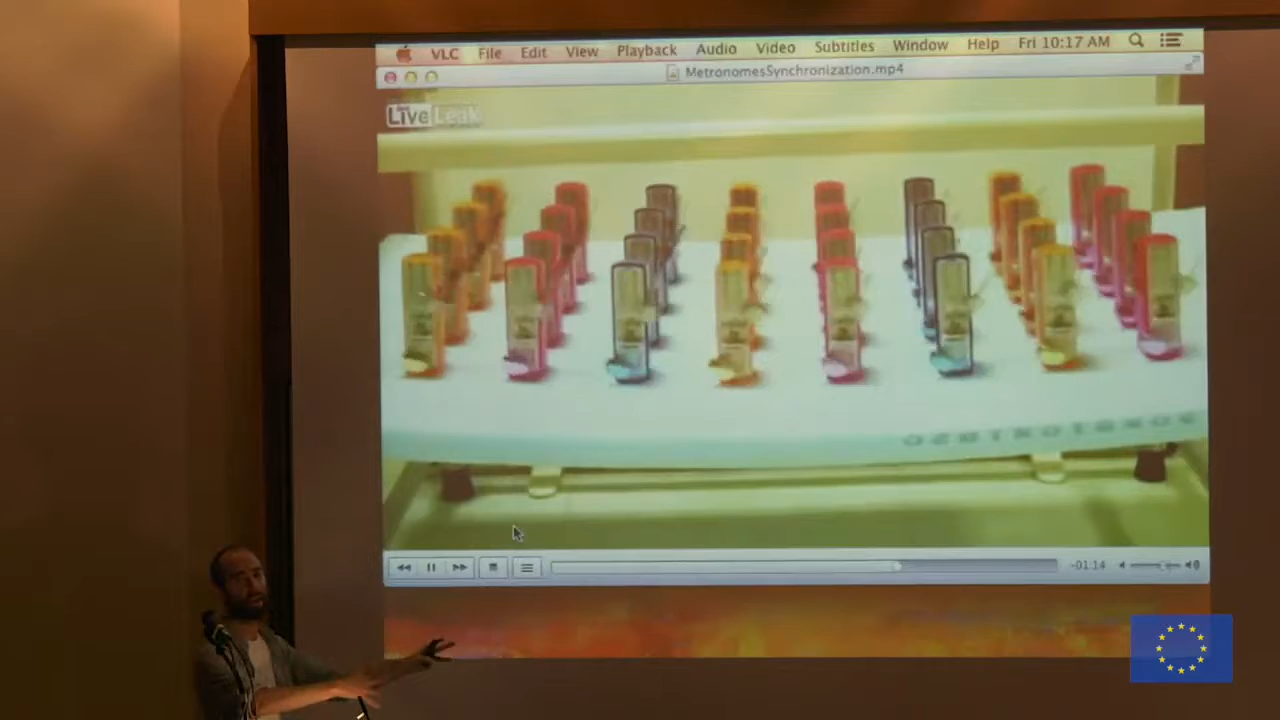 VLC File Edit View Playback Audio Video Subtitles Window Help Fri 10:17 AM
MetronomesSynchronization.mp4
LiveLeak
-01:14